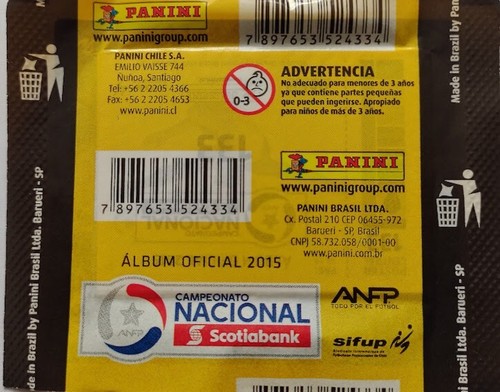 PANINI
www.paninigroup.com
7 897653 524334
PANINI CHILE S.A.
EMILIO VAISSE 744
Ñuñoa, Santiago
Tel:+56 2 2205 4366
Fax: +56 2 2205 4653
www.panini.cl
0-3
ADVERTENCIA
No adecuado para menores de 3 años
ya que contiene partes pequeñas
que pueden ingerirse. Apropiado
para niños de más de 3 años.
7 897653 524334
PANINI
www.paninigroup.com
PANINI BRASIL LTDA.
Cx. Postal 210 CEP 06455-972
Barueri - SP, Brasil
CNPJ 58.732.058/0001-00
www.panini.com.br
ÁLBUM OFICIAL 2015
ANFP
CAMPEONATO
NACIONAL
Scotiabank
ANFP
TODO POR EL FÚTBOL
sifup
de in Brazil by Panini Brasil Ltda. Barueri - SP
Made in Brazil by Pan
l Ltda. Barueri - SP